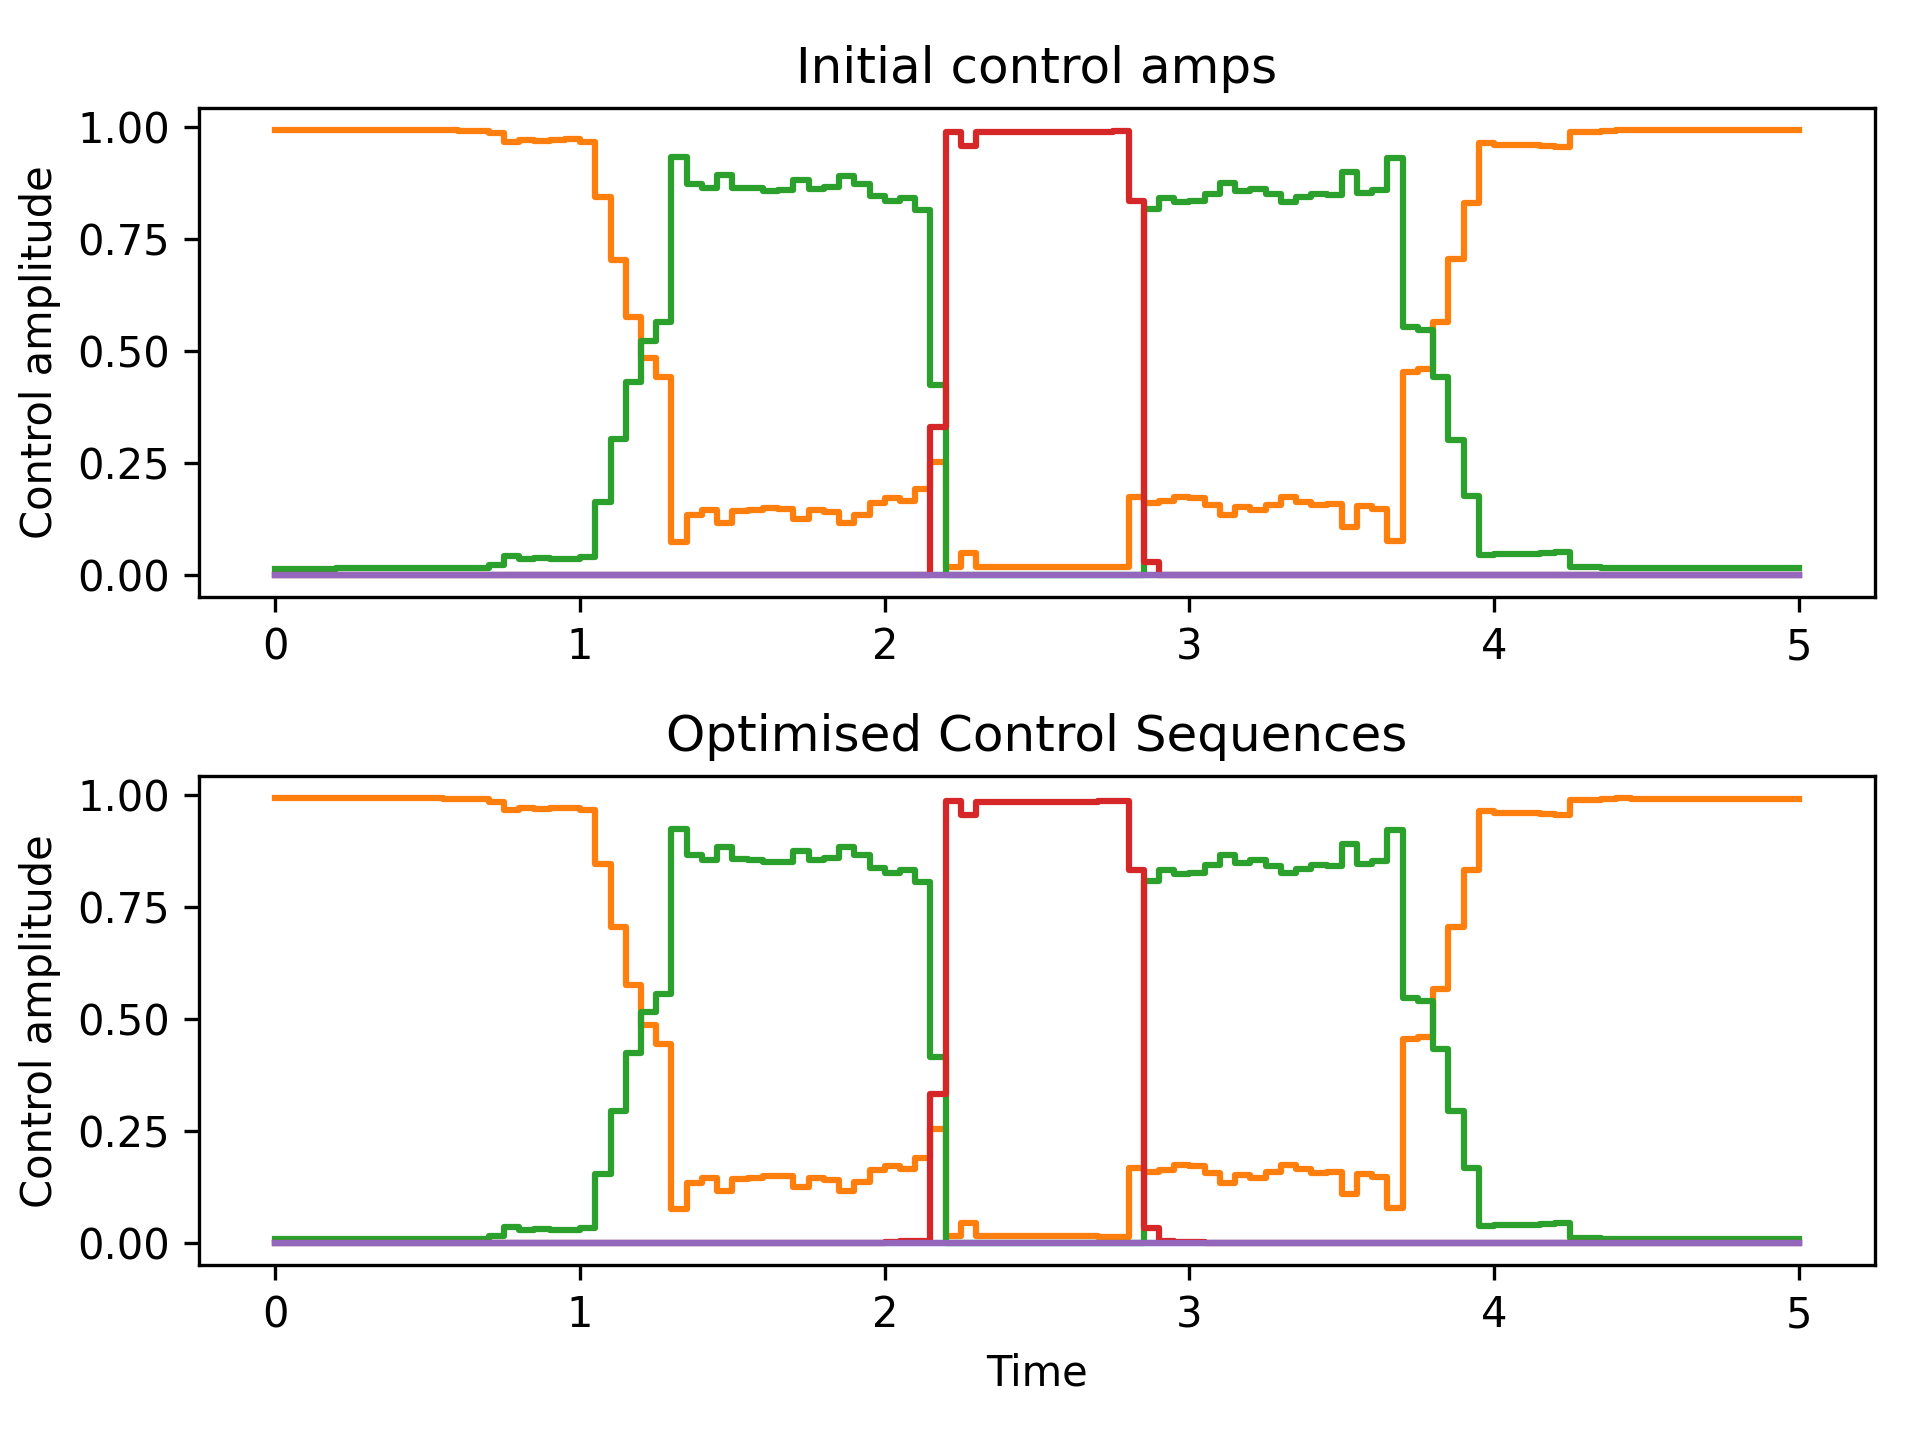 Initial control amps
Control amplitude
1.00
0.75
0.50
0.25
0.00
0 1 2 3 4 5
Optimised Control Sequences
Control amplitude
1.00
0.75
0.50
0.25
0.00
0 1 2 3 4 5
Time